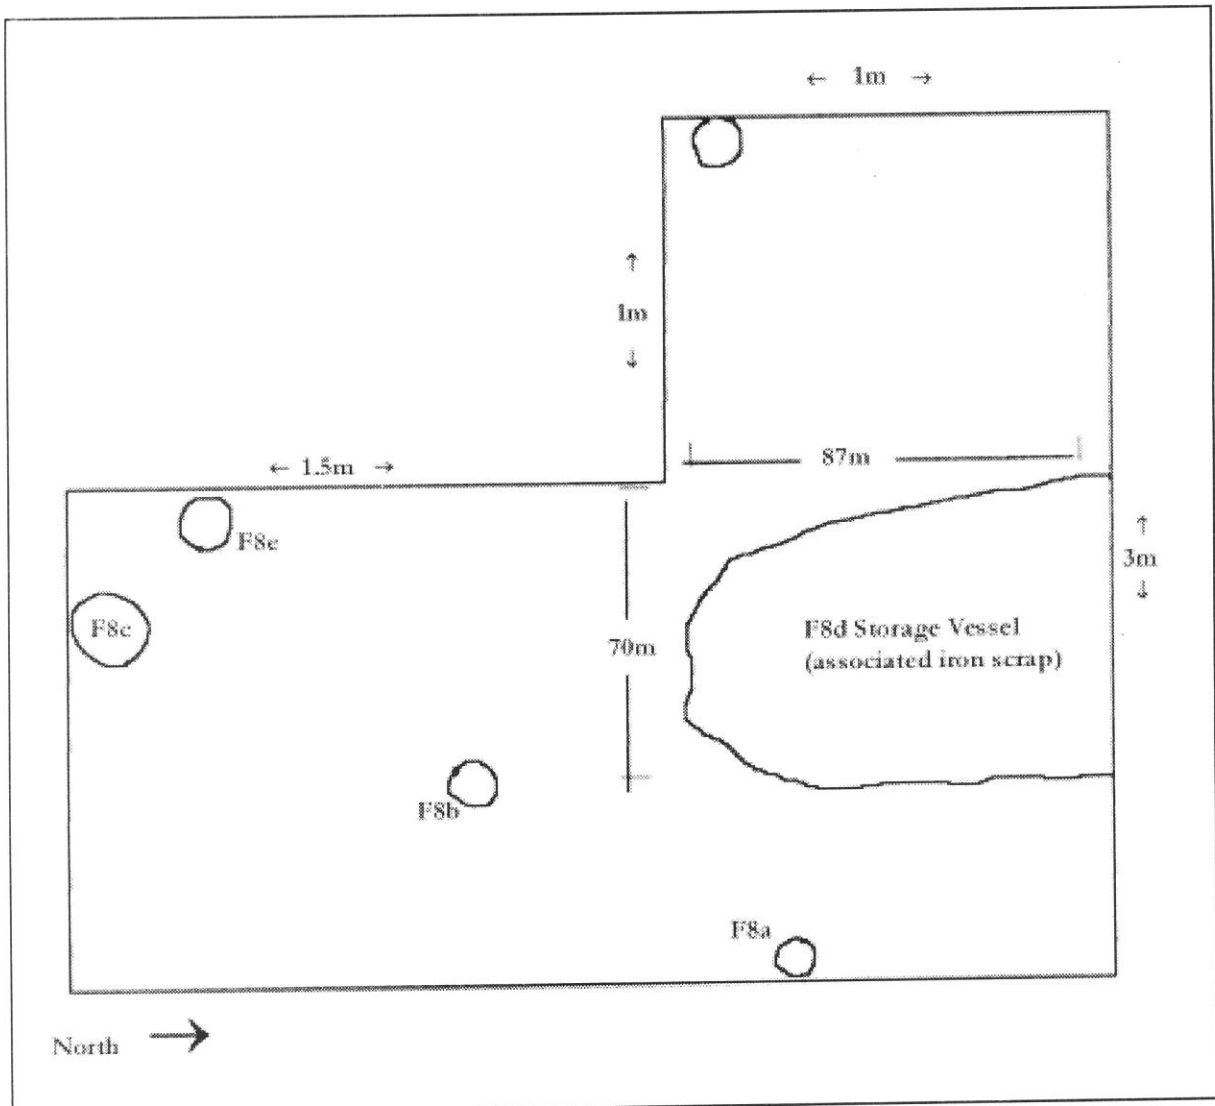 ← 1m →
↑
1m
↓
← 1.5m →
87m
↑
3m
↓
F8e
F8c
70m
F8d Storage Vessel
(associated iron scrap)
F8b
F8a
North →